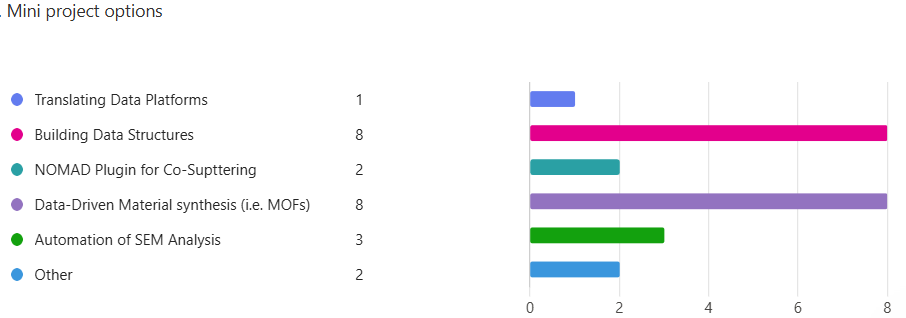 . Mini project options
Translating Data Platforms 1
Building Data Structures 8
NOMAD Plugin for Co-Supttering 2
Data-Driven Material synthesis (i.e. MOFs) 8
Automation of SEM Analysis 3
Other 2
0 2 4 6 8